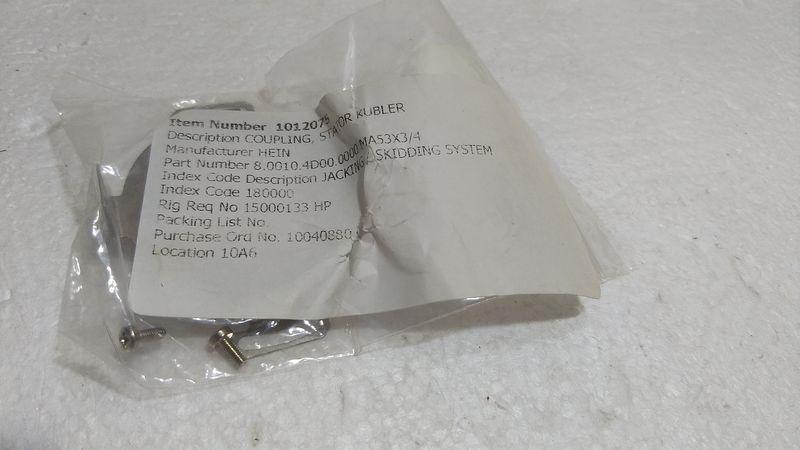 Item Number 1012075
Description COUPLING, STATOR KUBLER
Manufacturer HEIN
Part Number 8.0010.4D00.0000 MA53X3/4
Index Code Description JACKING / SKIDDING SYSTEM
Index Code 180000
Rig Req No 15000133 HP
Packing List No.
Purchase Ord No. 10040880
Location 10A6